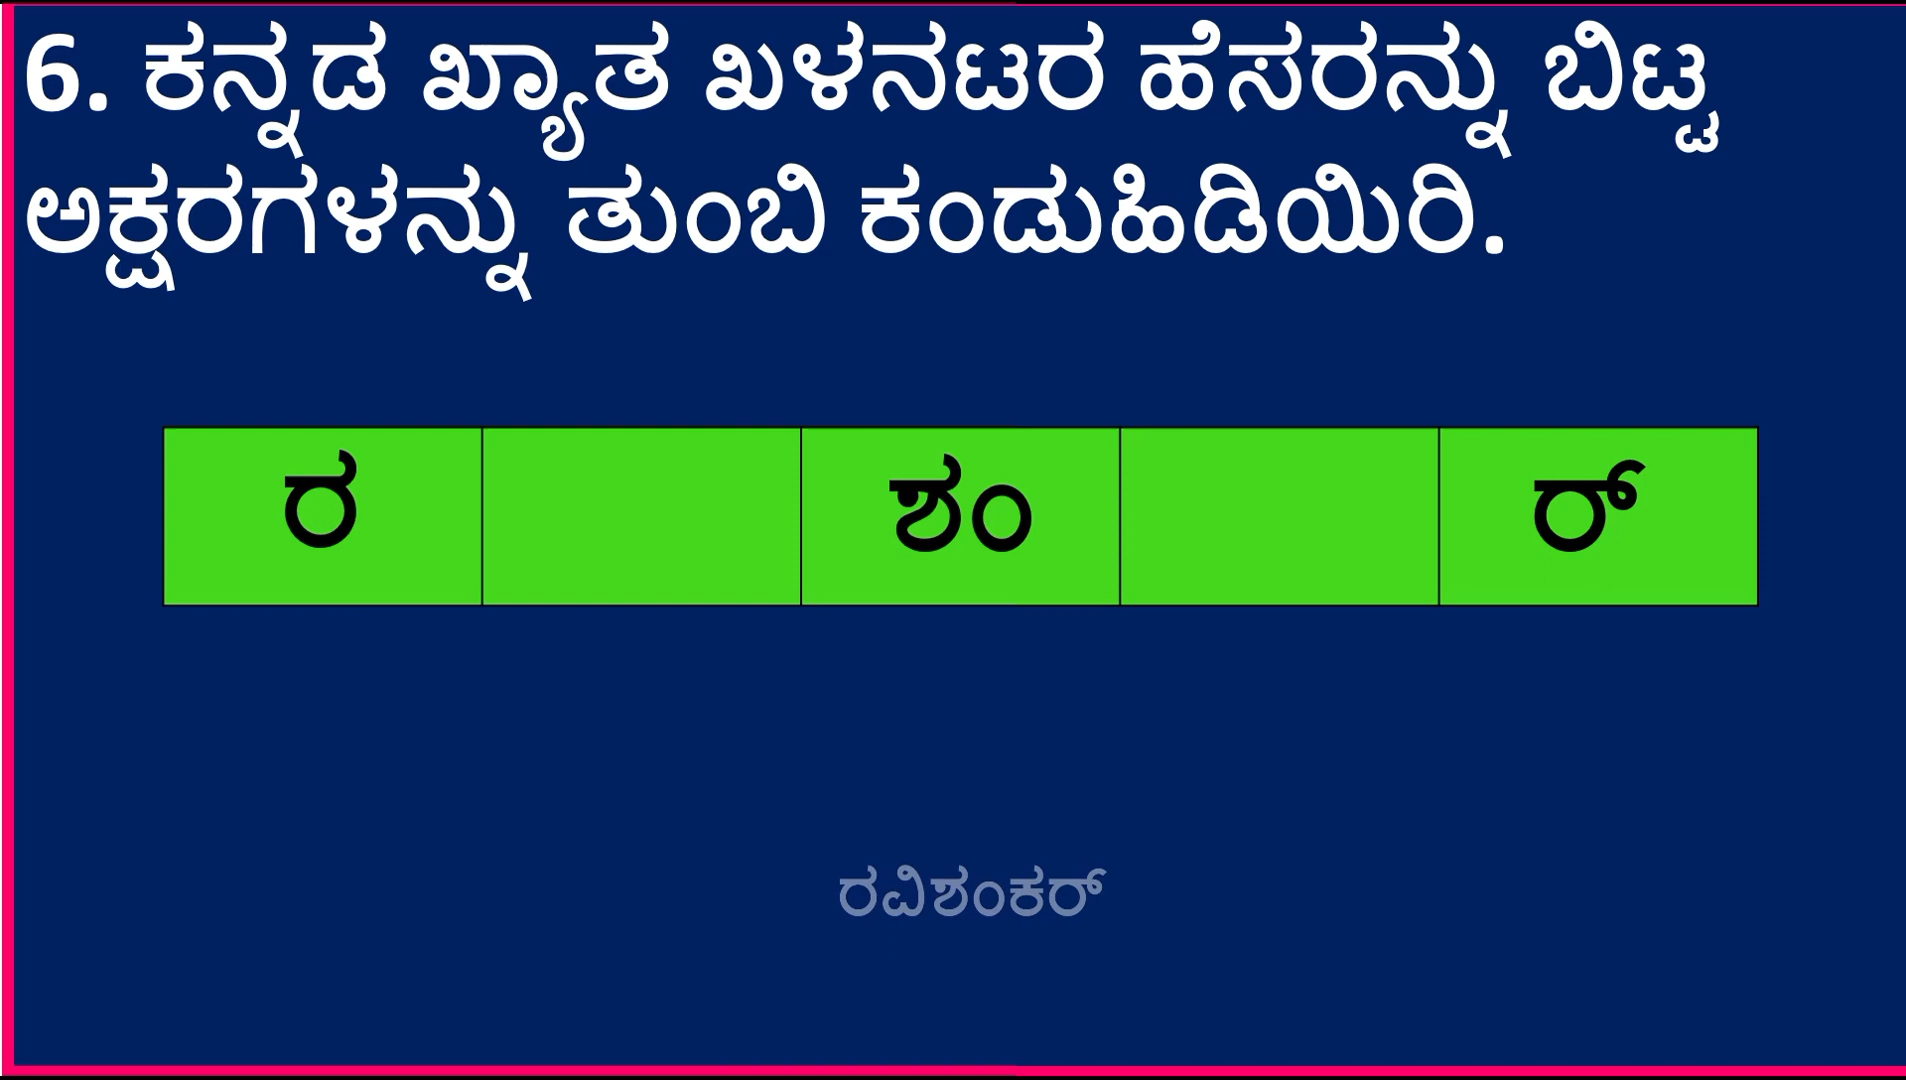 6. ಕನ್ನಡ ಖ್ಯಾತ ಖಳನಟರ ಹೆಸರನ್ನು ಬಿಟ್ಟ
ಅಕ್ಷರಗಳನ್ನು ತುಂಬಿ ಕಂಡುಹಿಡಿಯಿರಿ.
ರ ಶಂ ರ್
ರವಿಶಂಕರ್